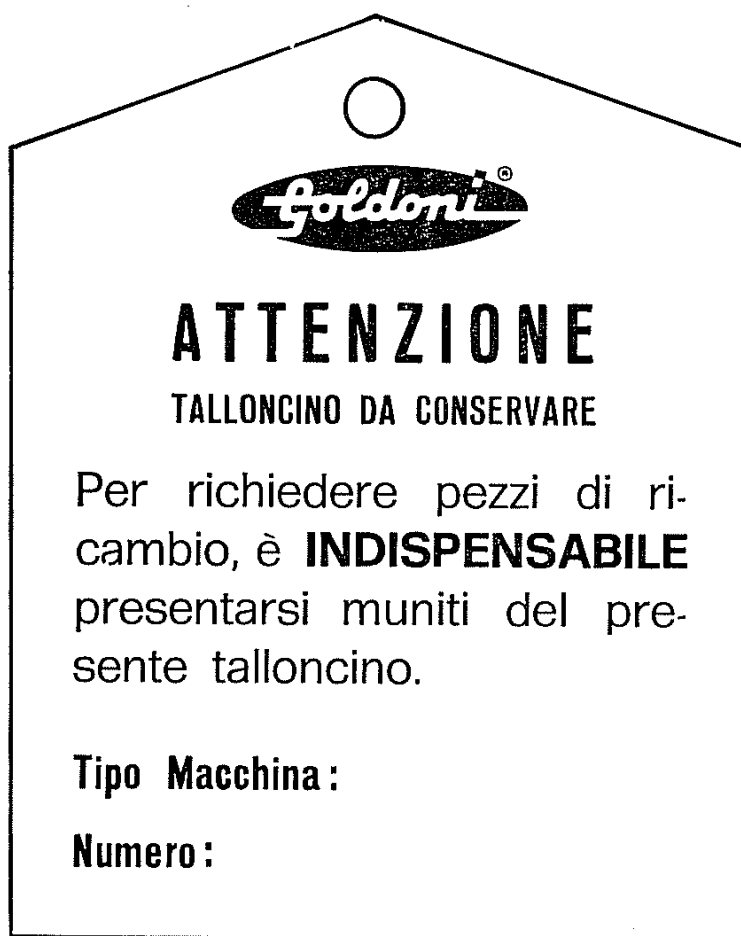 Goldoni®
ATTENZIONE
TALLONCINO DA CONSERVARE
Per richiedere pezzi di ri-
cambio, è INDISPENSABILE
presentarsi muniti del pre-
sente talloncino.
Tipo Macchina:
Numero: